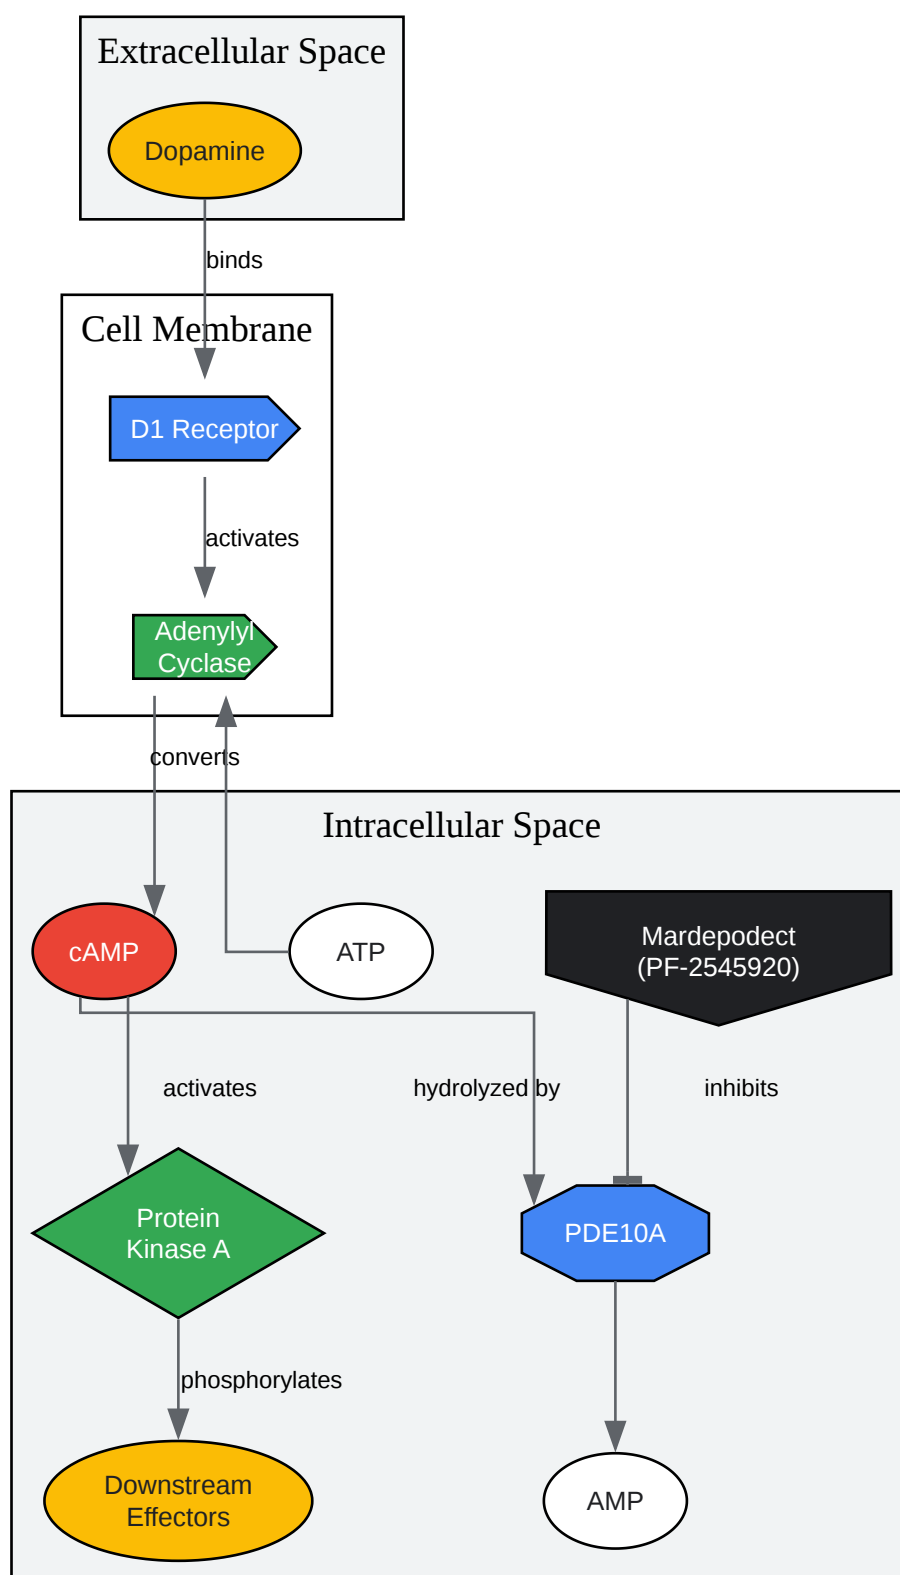 Extracellular Space
Dopamine
binds
Cell Membrane
D1 Receptor
activates
Adenylyl
Cyclase
converts
Intracellular Space
cAMP
ATP
Mardepodect
(PF-2545920)
activates
hydrolyzed by
inhibits
Protein
Kinase A
PDE10A
phosphorylates
Downstream
Effectors
AMP